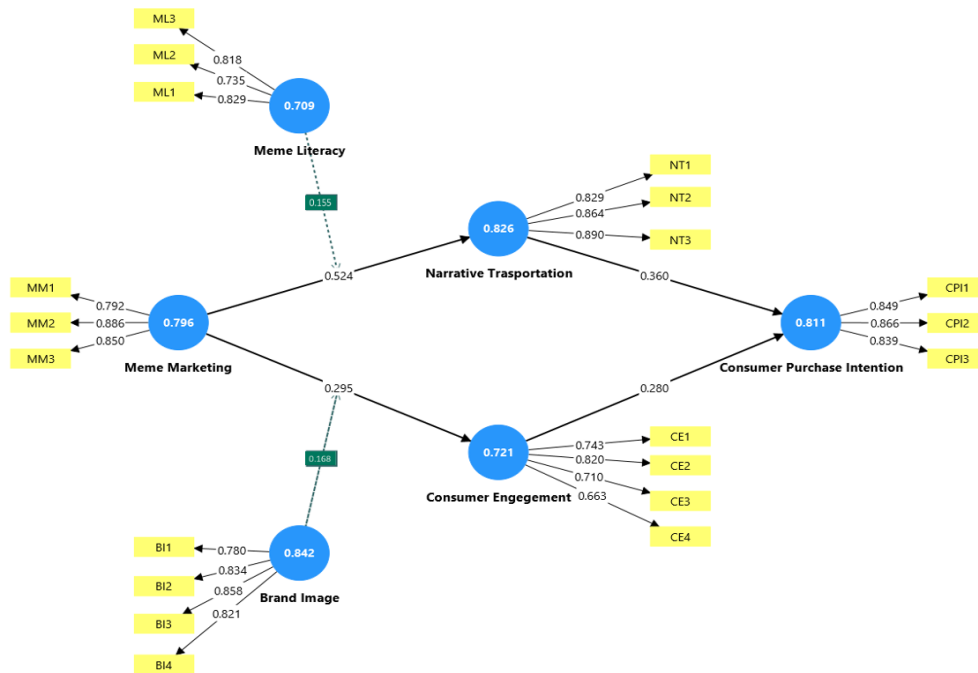 ML3
ML2
ML1
0.818
0.735
0.829
0.709
Meme Literacy
0.155
0.524
MM1
MM2
MM3
0.792
0.886
0.850
0.796
Meme Marketing
0.295
0.168
BI1
BI2
BI3
BI4
0.780
0.834
0.858
0.821
0.842
Brand Image
0.826
Narrative Trasportation
0.829
0.864
0.890
NT1
NT2
NT3
0.360
0.721
Consumer Engegement
0.743
0.820
0.710
0.663
CE1
CE2
CE3
CE4
0.280
0.811
Consumer Purchase Intention
0.849
0.866
0.839
CPI1
CPI2
CPI3